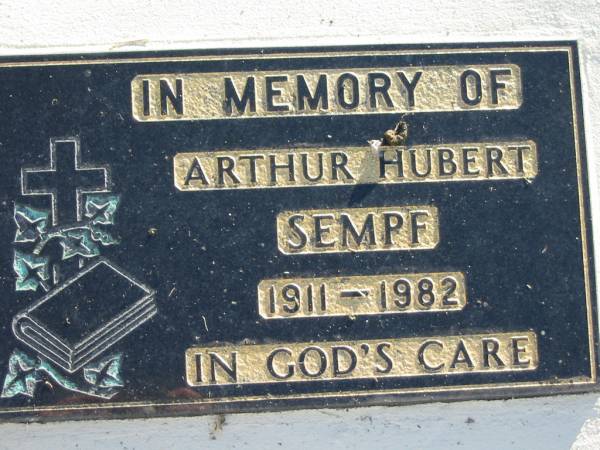 IN MEMORY OF
ARTHUR HUBERT
SEMPF
1911 - 1982
IN GOD'S CARE